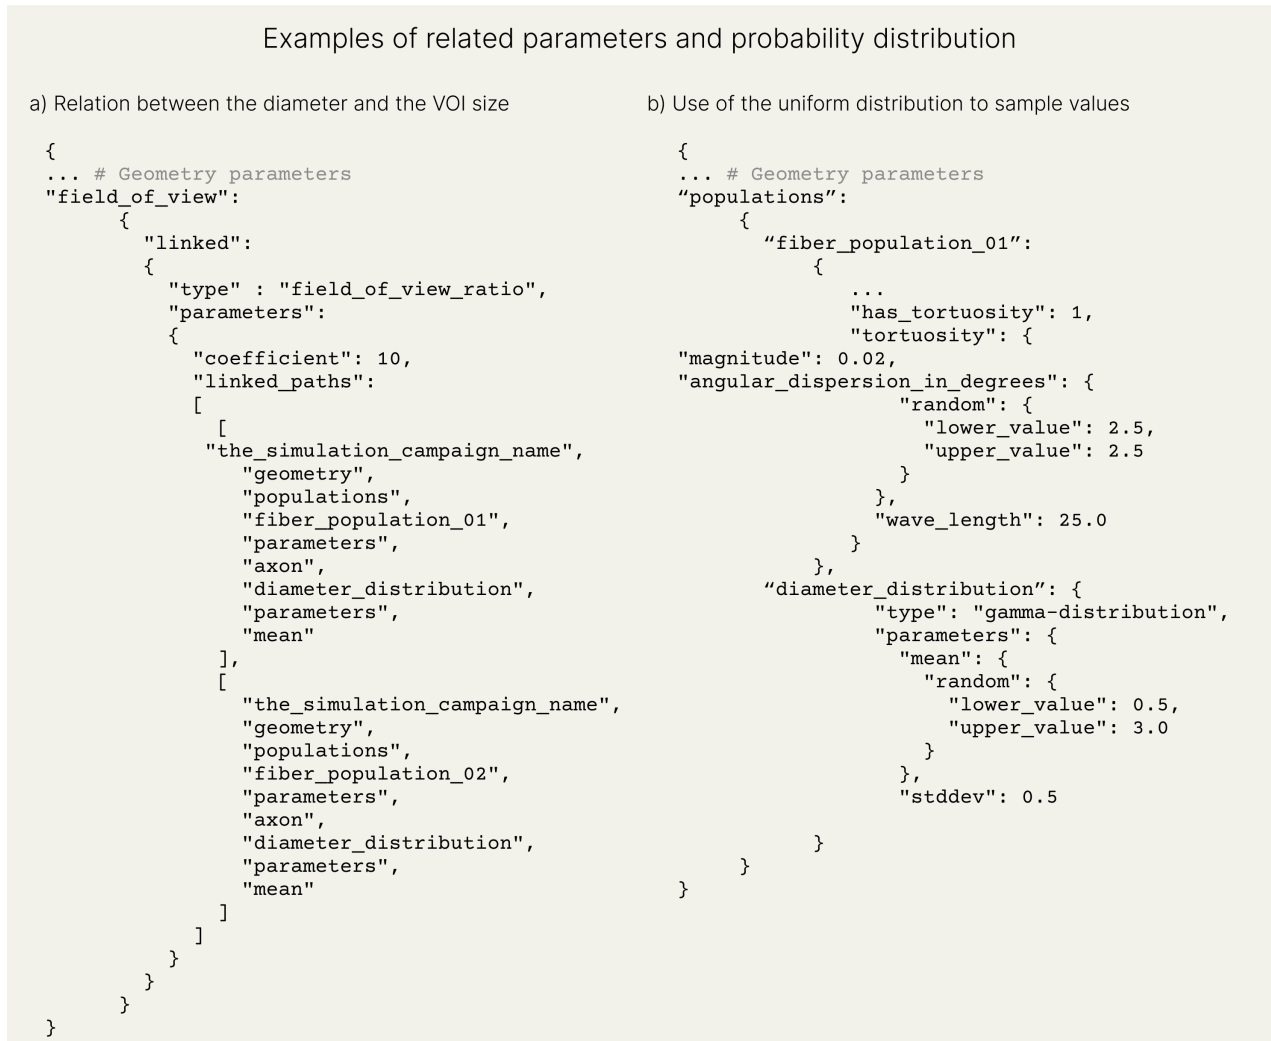 Examples of related parameters and probability distribution
a) Relation between the diameter and the VOI size
{
... # Geometry parameters
"field_of_view":
{
"linked":
{
"type" : "field_of_view_ratio",
"parameters":
{
"coefficient": 10,
"linked_paths":
[
[
"the_simulation_campaign_name",
"geometry",
"populations",
"fiber_population_01",
"parameters",
"axon",
"diameter_distribution",
"parameters",
"mean"
],
[
"the_simulation_campaign_name",
"geometry",
"populations",
"fiber_population_02",
"parameters",
"axon",
"diameter_distribution",
"parameters",
"mean"
]
]
}
}
}
}
b) Use of the uniform distribution to sample values
{
... # Geometry parameters
“populations”:
{
“fiber_population_01”:
{
...
"has_tortuosity": 1,
"tortuosity": {
"magnitude": 0.02,
"angular_dispersion_in_degrees": {
"random": {
"lower_value": 2.5,
"upper_value": 2.5
}
},
"wave_length": 25.0
}
},
“diameter_distribution”: {
"type": "gamma-distribution",
"parameters": {
"mean": {
"random": {
"lower_value": 0.5,
"upper_value": 3.0
}
},
"stddev": 0.5
}
}
}